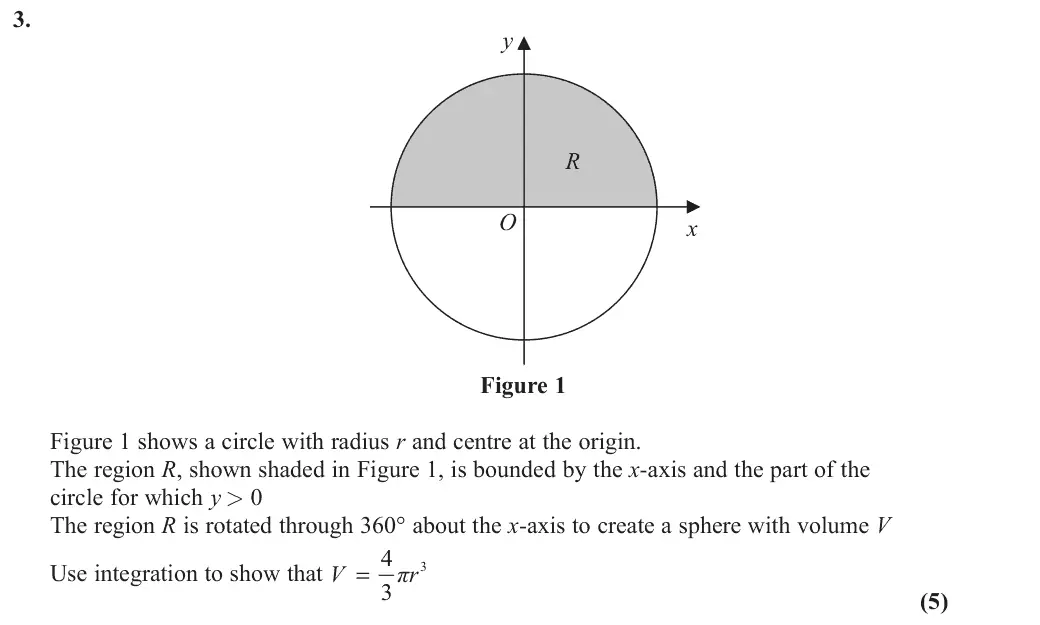 3.
y
R
O
x
Figure 1
Figure 1 shows a circle with radius r and centre at the origin.
The region R, shown shaded in Figure 1, is bounded by the x-axis and the part of the
circle for which y > 0
The region R is rotated through 360° about the x-axis to create a sphere with volume V
Use integration to show that V = 4/3 πr³
(5)